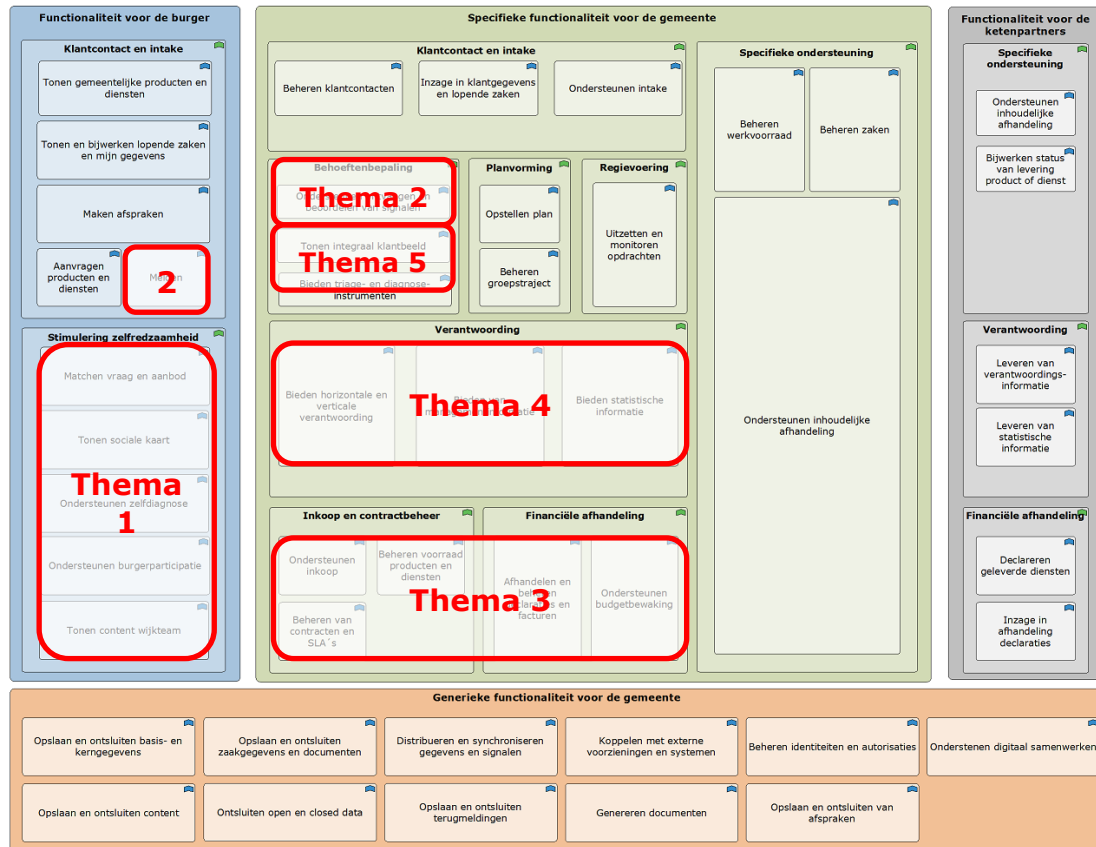 Functionaliteit voor de burger
Klantcontact en intake
Tonen gemeentelijke producten en
diensten
Tonen en bijwerken lopende zaken
en mijn gegevens
Maken afspraken
Aanvragen
producten en
diensten
2
Stimulering zelfredzaamheid
Matchen vraag en aanbod
Tonen sociale kaart
Thema
1
Ondersteunen zelfdiagnose
Ondersteunen burgerparticipatie
Tonen content wijkteam
Specifieke functionaliteit voor de gemeente
Klantcontact en intake
Beheren klantcontacten
Inzage in klantgegevens
en lopende zaken
Ondersteunen intake
Behoeftenbepaling
Thema 2
beoordelen van signalen
Tonen integraal klantbeeld
Thema 5
Bieden triage- en diagnose-
instrumenten
Planvorming
Opstellen plan
Beheren
groepstraject
Regievoering
Uitzetten en
monitoren
opdrachten
Verantwoording
Bieden horizontale en
verticale
verantwoording
Thema 4
Bieden statistische
informatie
Inkoop en contractbeheer
Ondersteunen
inkoop
Beheren voorraad
producten en
diensten
Beheren van
contracten en
SLA´s
Thema 3
Financiële afhandeling
Afhandelen en
beheren
declaraties en
facturen
Ondersteunen
budgetbewaking
Specifieke ondersteuning
Beheren
werkvoorraad
Beheren zaken
Ondersteunen inhoudelijke
afhandeling
Functionaliteit voor de
ketenpartners
Specifieke
ondersteuning
Ondersteunen
inhoudelijke
afhandeling
Bijwerken status
van levering
product of dienst
Verantwoording
Leveren van
verantwoordings-
informatie
Leveren van
statistische
informatie
Financiële afhandeling
Declareren
geleverde diensten
Inzage in
afhandeling
declaraties
Generieke functionaliteit voor de gemeente
Opslaan en ontsluiten basis- en
kerngegevens
Opslaan en ontsluiten
zaakgegevens en documenten
Distribueren en synchroniseren
gegevens en signalen
Koppelen met externe
voorzieningen en systemen
Beheren identiteiten en autorisaties
Onderstenen digitaal samenwerken
Opslaan en ontsluiten content
Ontsluiten open en closed data
Opslaan en ontsluiten
terugmeldingen
Genereren documenten
Opslaan en ontsluiten van
afspraken